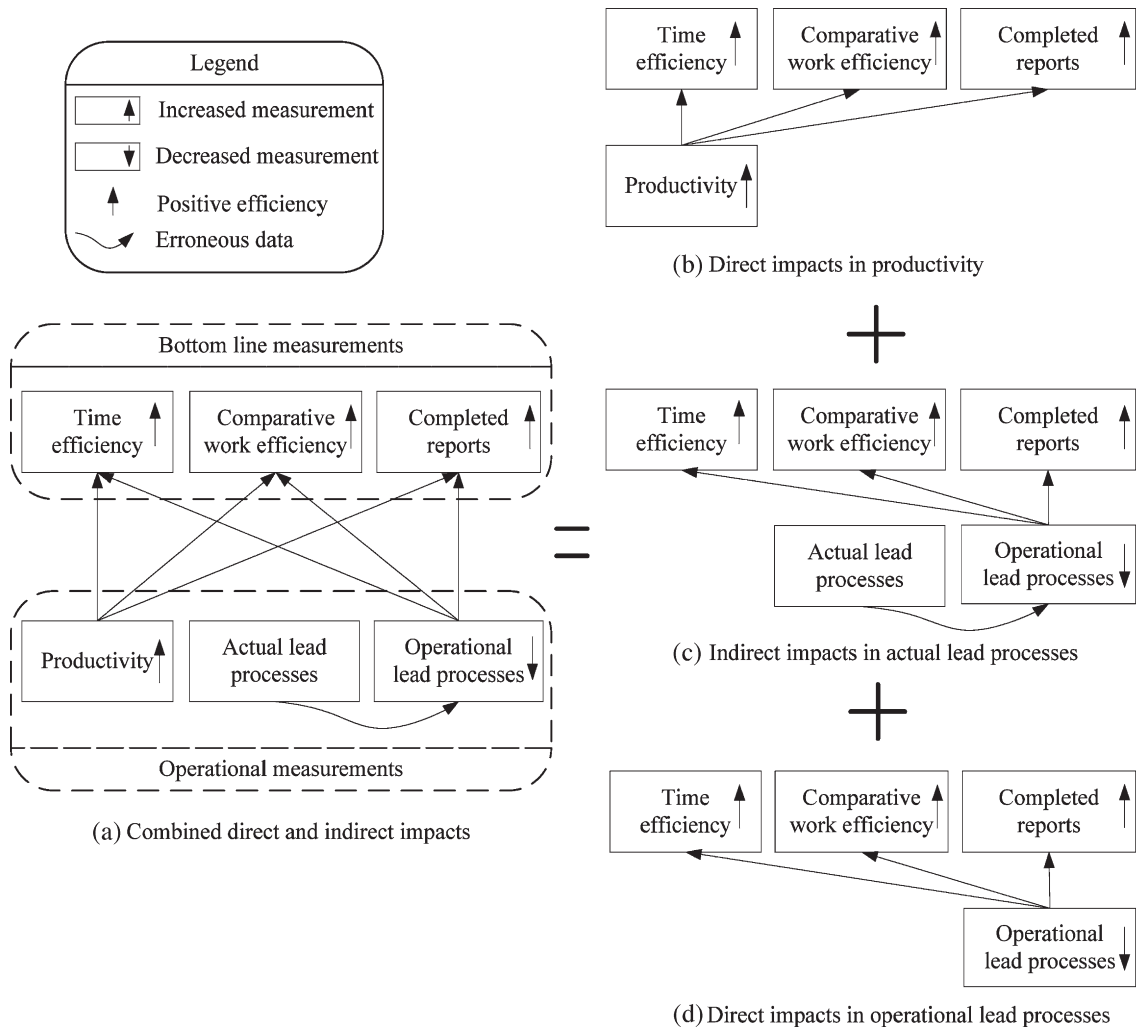 Legend
Increased measurement
Decreased measurement
Positive efficiency
Erroneous data
Bottom line measurements
Time
efficiency
Comparative
work efficiency
Completed
reports
Productivity
Actual lead
processes
Operational
lead processes
Operational measurements
(a) Combined direct and indirect impacts
=
Time
efficiency
Comparative
work efficiency
Completed
reports
Productivity
(b) Direct impacts in productivity
+
Time
efficiency
Comparative
work efficiency
Completed
reports
Actual lead
processes
Operational
lead processes
(c) Indirect impacts in actual lead processes
+
Time
efficiency
Comparative
work efficiency
Completed
reports
Operational
lead processes
(d) Direct impacts in operational lead processes